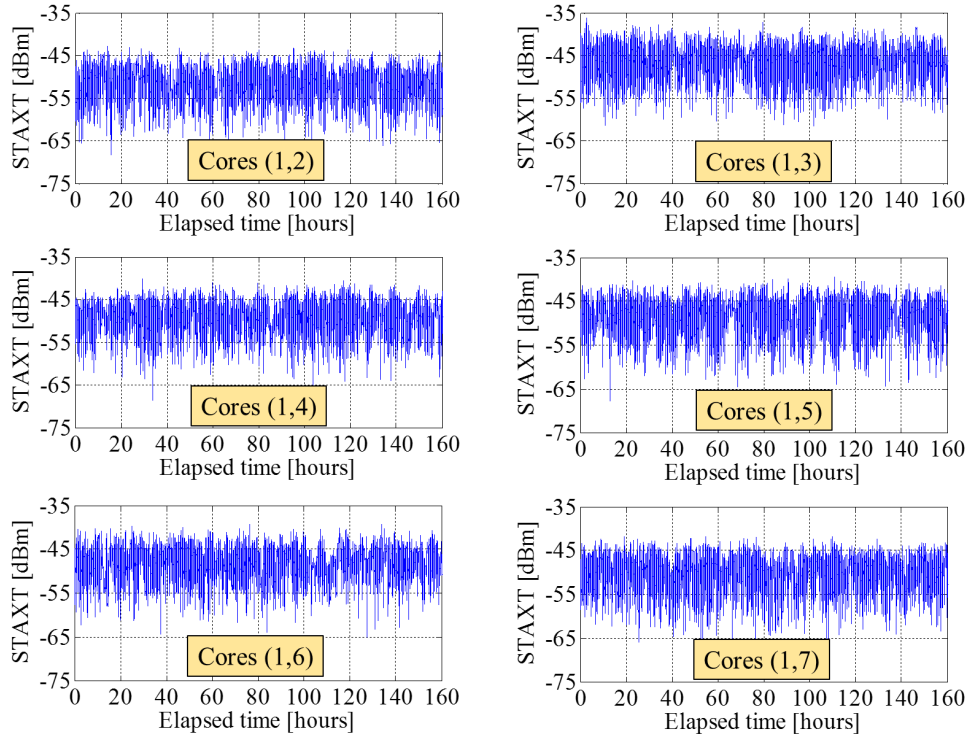 STAXT [dBm]
-35
-45
-55
-65
-75
Cores (1,2)
0 20 40 60 80 100 120 140 160
Elapsed time [hours]
STAXT [dBm]
-35
-45
-55
-65
-75
Cores (1,3)
0 20 40 60 80 100 120 140 160
Elapsed time [hours]
STAXT [dBm]
-35
-45
-55
-65
-75
Cores (1,4)
0 20 40 60 80 100 120 140 160
Elapsed time [hours]
STAXT [dBm]
-35
-45
-55
-65
-75
Cores (1,5)
0 20 40 60 80 100 120 140 160
Elapsed time [hours]
STAXT [dBm]
-35
-45
-55
-65
-75
Cores (1,6)
0 20 40 60 80 100 120 140 160
Elapsed time [hours]
STAXT [dBm]
-35
-45
-55
-65
-75
Cores (1,7)
0 20 40 60 80 100 120 140 160
Elapsed time [hours]